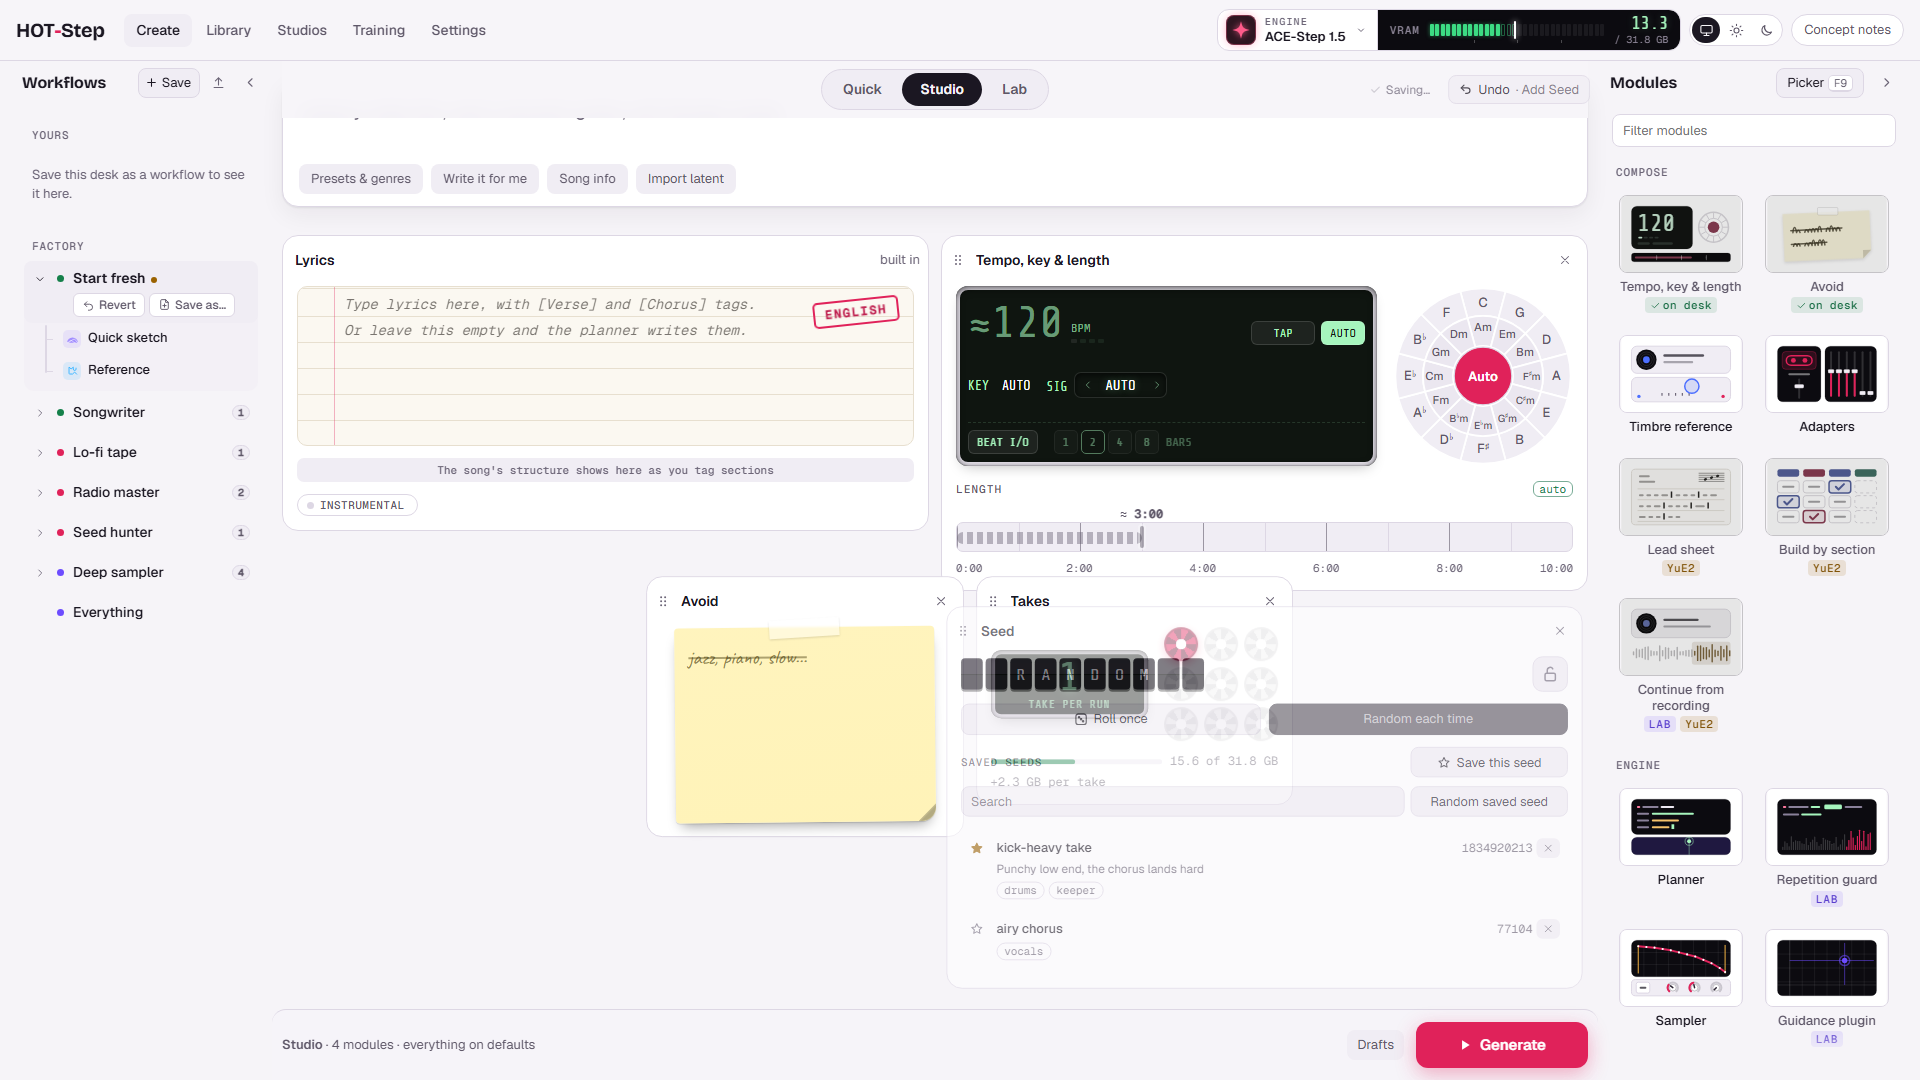 HOT-Step
Create
Library
Studios
Training
Settings
ENGINE
ACE-Step 1.5
VRAM
13.3
/ 31.8 GB
Concept notes
Workflows
+ Save
Quick
Studio
Lab
Saving…
Undo · Add Seed
Modules
Picker F9
YOURS
Save this desk as a workflow to see
it here.
FACTORY
Start fresh
Revert
Save as…
Quick sketch
Reference
Songwriter 1
Lo-fi tape 1
Radio master 2
Seed hunter 1
Deep sampler 4
Everything
Presets & genres
Write it for me
Song info
Import latent
Lyrics
built in
Type lyrics here, with [Verse] and [Chorus] tags.
Or leave this empty and the planner writes them.
ENGLISH
The song's structure shows here as you tag sections
INSTRUMENTAL
Tempo, key & length
≈120 BPM
TAP
AUTO
KEY AUTO SIG AUTO
BEAT I/O 1 2 4 8 BARS
C
G
D
A
E
B
F♯
D♭
A♭
E♭
B♭
F
Am
Em
Bm
F♯m
C♯m
G♯m
E♭m
B♭m
Fm
Cm
Gm
Dm
Auto
LENGTH
auto
≈ 3:00
0:00 2:00 4:00 6:00 8:00 10:00
Avoid
jazz, piano, slow…
Takes
1
TAKE PER RUN
15.6 of 31.8 GB
+2.3 GB per take
Seed
RANDOM
Roll once
Random each time
SAVED SEEDS
Save this seed
Search
Random saved seed
kick-heavy take
1834920213
Punchy low end, the chorus lands hard
drums
keeper
airy chorus
77104
vocals
Studio · 4 modules · everything on defaults
Drafts
Generate
Filter modules
COMPOSE
120
Tempo, key & length
on desk
Avoid
on desk
Timbre reference
Adapters
Lead sheet
YuE2
Build by section
YuE2
Continue from
recording
LAB YuE2
ENGINE
Planner
Repetition guard
LAB
Sampler
Guidance plugin
LAB